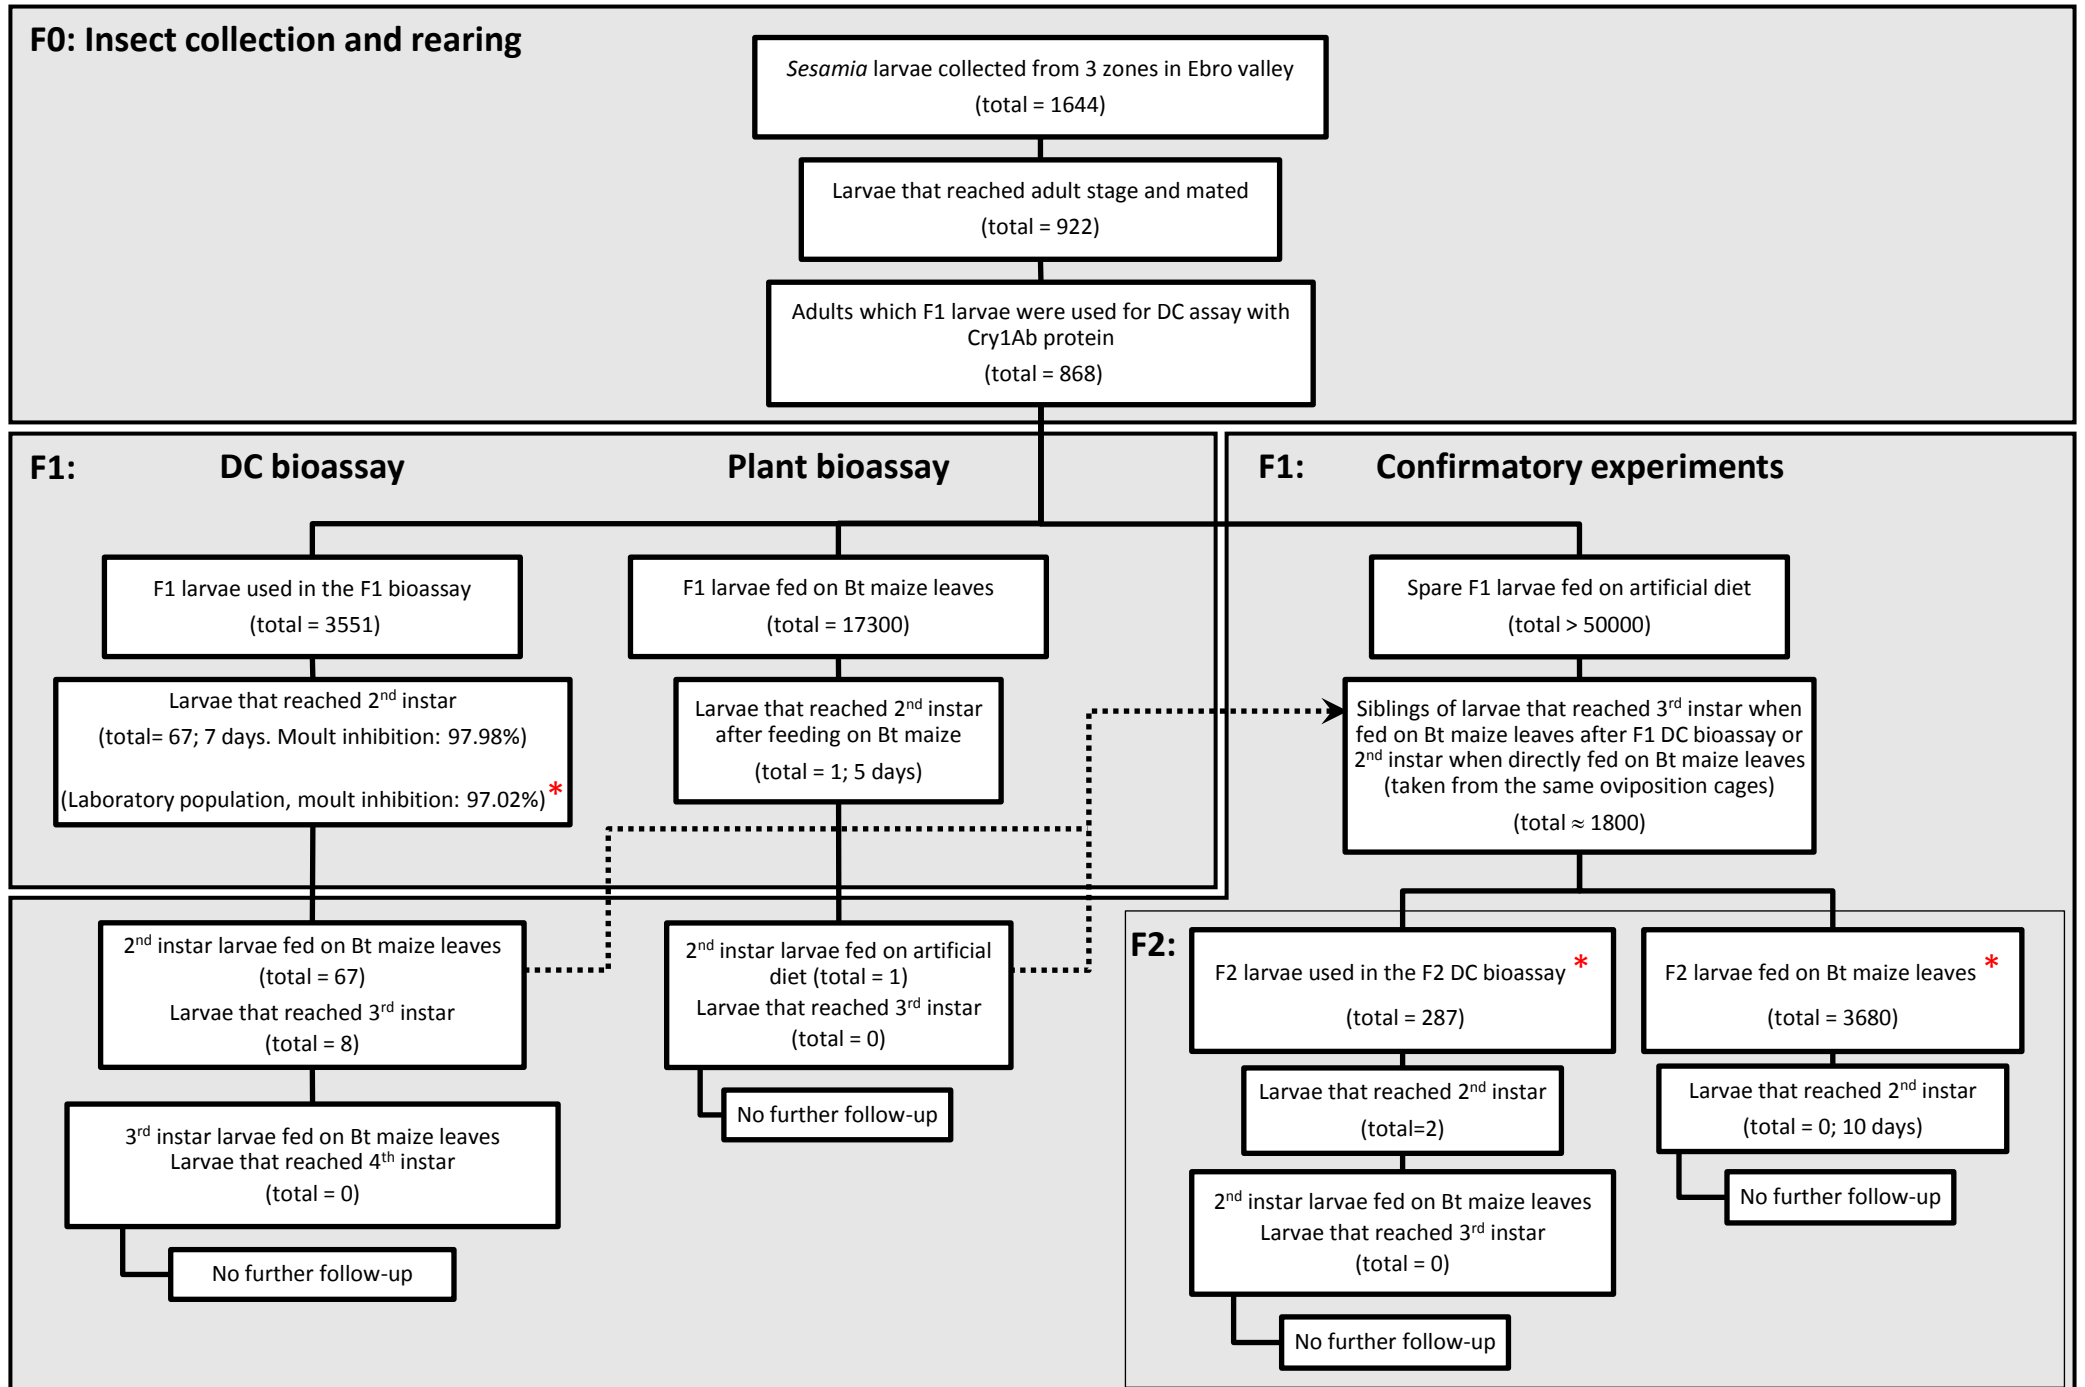 F0: Insect collection and rearing
Sesamia larvae collected from 3 zones in Ebro valley
(total = 1644)
Larvae that reached adult stage and mated
(total = 922)
Adults which F1 larvae were used for DC assay with
Cry1Ab protein
(total = 868)
F1: DC bioassay Plant bioassay
F1 larvae used in the F1 bioassay
(total = 3551)
Larvae that reached 2nd instar
(total= 67; 7 days. Moult inhibition: 97.98%)
(Laboratory population, moult inhibition: 97.02%) *
F1 larvae fed on Bt maize leaves
(total = 17300)
Larvae that reached 2nd instar
after feeding on Bt maize
(total = 1; 5 days)
F1: Confirmatory experiments
Spare F1 larvae fed on artificial diet
(total > 50000)
Siblings of larvae that reached 3rd instar when
fed on Bt maize leaves after F1 DC bioassay or
2nd instar when directly fed on Bt maize leaves
(taken from the same oviposition cages)
(total ≈ 1800)
2nd instar larvae fed on Bt maize leaves
(total = 67)
Larvae that reached 3rd instar
(total = 8)
3rd instar larvae fed on Bt maize leaves
Larvae that reached 4th instar
(total = 0)
No further follow-up
2nd instar larvae fed on artificial
diet (total = 1)
Larvae that reached 3rd instar
(total = 0)
No further follow-up
F2:
F2 larvae used in the F2 DC bioassay *
(total = 287)
Larvae that reached 2nd instar
(total=2)
2nd instar larvae fed on Bt maize leaves
Larvae that reached 3rd instar
(total = 0)
No further follow-up
F2 larvae fed on Bt maize leaves *
(total = 3680)
Larvae that reached 2nd instar
(total = 0; 10 days)
No further follow-up